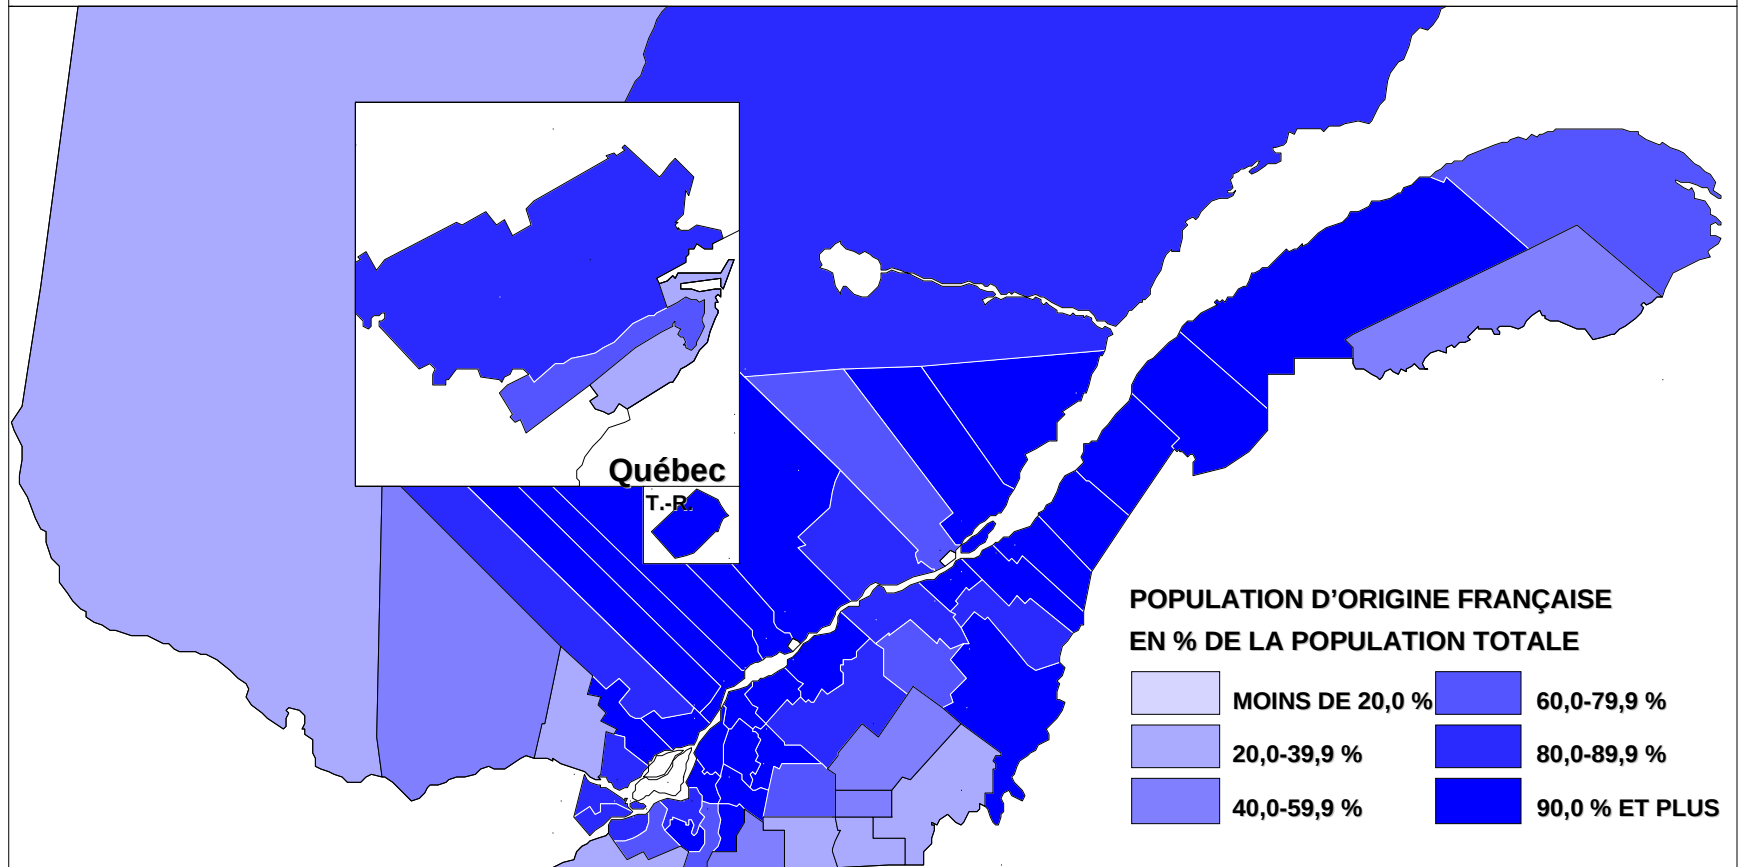 Québec
T.-R.
POPULATION D’ORIGINE FRANÇAISE
EN % DE LA POPULATION TOTALE
MOINS DE 20,0 %
20,0-39,9 %
40,0-59,9 %
60,0-79,9 %
80,0-89,9 %
90,0 % ET PLUS